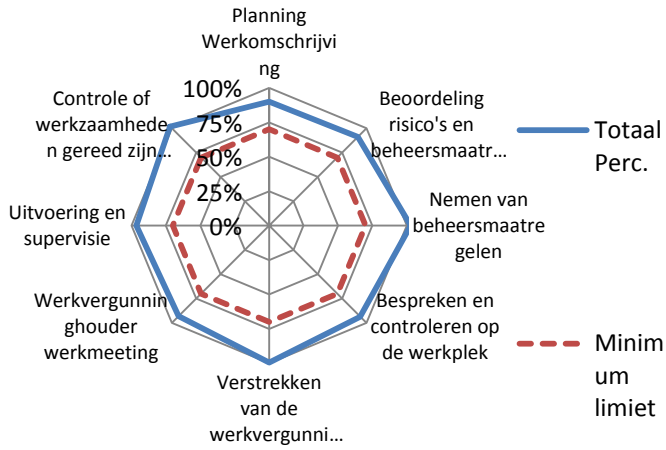 Planning
Werkomschrijvi
ng
100%
75%
50%
25%
0%
Beoordeling
risico's en
beheersmaatr...
Nemen van
beheersmaatre
gelen
Bespreken en
controleren op
de werkplek
Verstrekken
van de
werkvergunni...
Werkvergunnin
ghouder
werkmeeting
Uitvoering en
supervisie
Controle of
werkzaamhede
n gereed zijn...
Totaal
Perc.
Minim
um
limiet